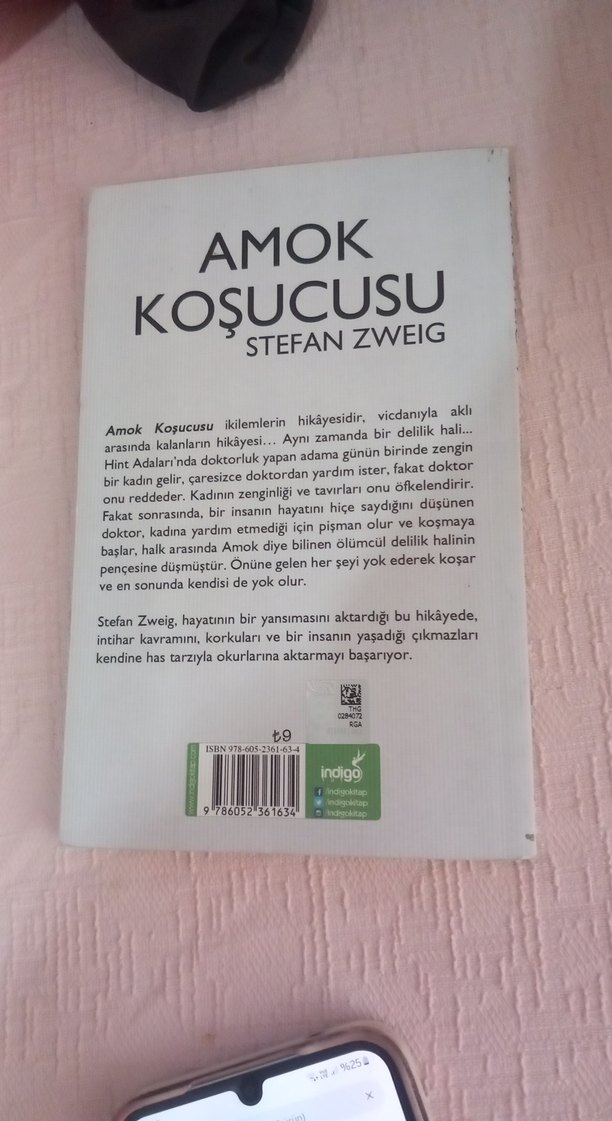 AMOK
KOŞUCUSU
STEFAN ZWEIG
Amok Koşucusu ikilemlerin hikâyesidir, vicdanıyla aklı
arasında kalanların hikâyesi... Aynı zamanda bir delilik hali...
Hint Adaları'nda doktorluk yapan adama günün birinde zengin
bir kadın gelir, çaresizce doktordan yardım ister, fakat doktor
onu reddeder. Kadının zenginliği ve tavırları onu öfkelendirir.
Fakat sonrasında, bir insanın hayatını hiçe saydığını düşünen
doktor, kadına yardım etmediği için pişman olur ve koşmaya
başlar, halk arasında Amok diye bilinen ölümcül delilik halinin
pençesine düşmüştür. Önüne gelen her şeyi yok ederek koşar
ve en sonunda kendisi de yok olur.
Stefan Zweig, hayatının bir yansımasını aktardığı bu hikâyede,
intihar kavramını, korkuları ve bir insanın yaşadığı çıkmazları
kendine has tarzıyla okurlarına aktarmayı başarıyor.
THG
0284072
RGA
₺9
ISBN 978-605-2361-63-4
9 786052 361634
www.indigokitap.com
indigo
/indigokitap
/indigokitap
/indigokitap
%25